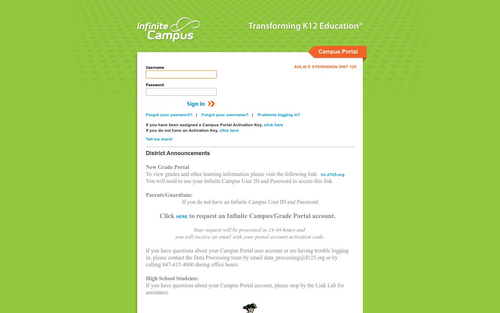 Infinite
Campus
Transforming K12 Education®
Campus Portal
Username
ADLAI E STEVENSON DIST 125
Password
Sign In
Forgot your password? | Forgot your username? | Problems logging in?
If you have been assigned a Campus Portal Activation Key, click here
If you do not have an Activation Key, click here
Tell me more!
District Announcements
New Grade Portal
To view grades and other learning information please visit the following link: irc.d125.org
You will need to use your Infinite Campus User ID and Password to access this link.
Parents/Guardians:
If you do not have an Infinite Campus User ID and Password
Click HERE to request an Infinite Campus/Grade Portal account.
Your request will be processed in 24-48 hours and
you will receive an email with your portal account activation code.
If you have questions about your Campus Portal user account or are having trouble logging
in, please contact the Data Processing team by email data_processing@d125.org or by
calling 847-415-4000 during office hours.
High School Students:
If you have questions about your Campus Portal account, please stop by the Link Lab for
assistance